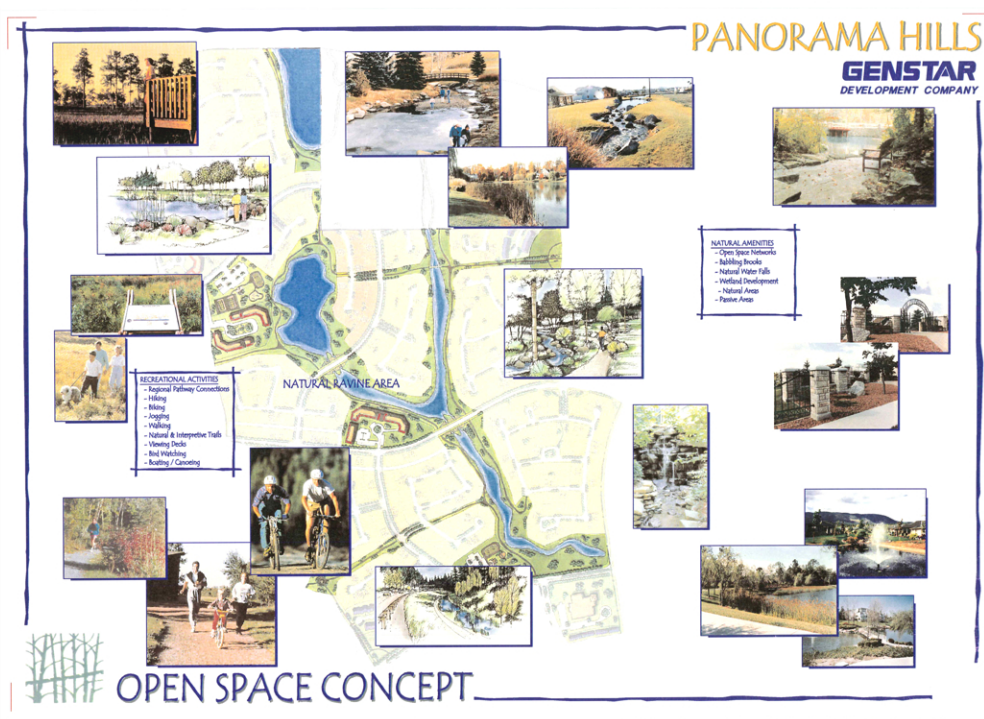 PANORAMA HILLS
GENSTAR
DEVELOPMENT COMPANY
NATURAL AMENITIES
- Open Space Networks
- Babbling Brooks
- Natural Water Falls
- Wetland Development
- Natural Areas
- Passive Areas
NATURAL RAVINE AREA
RECREATIONAL ACTIVITIES
- Regional Pathway Connections
- Hiking
- Biking
- Jogging
- Walking
- Natural & Interpretive Trails
- Viewing Decks
- Bird Watching
- Boating / Canoeing
OPEN SPACE CONCEPT